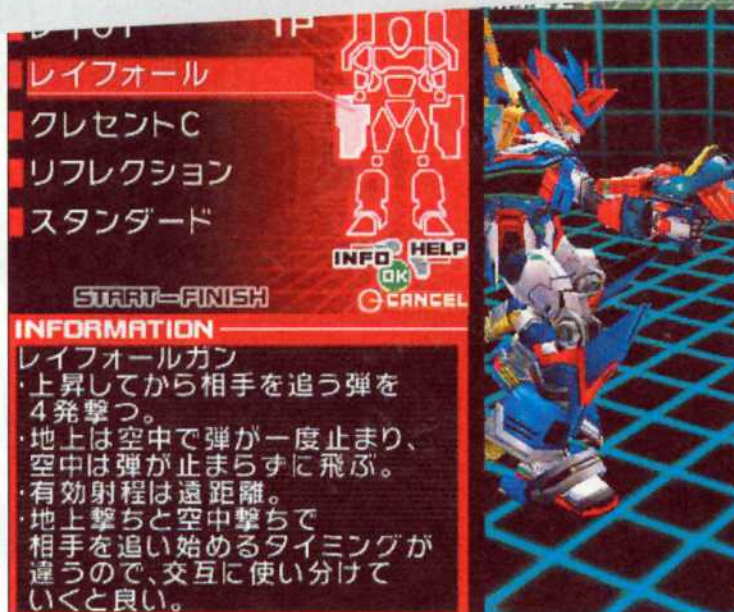 レイフォール
クレセントC
リフレクション
スタンダード
INFO HELP
OK
START=FINISH
CANCEL
INFORMATION
レイフォールガン
・上昇してから相手を追う弾を
4発撃つ。
・地上は空中で弾が一度止まり、
空中は弾が止まらずに飛ぶ。
・有効射程は遠距離。
・地上撃ちと空中撃ちで
相手を追い始めるタイミングが
違うので、交互に使い分けて
いくと良い。